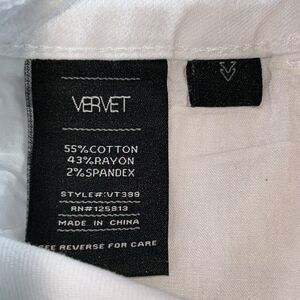 VERVET
55%COTTON
43%RAYON
2%SPANDEX
STYLE#:VT399
RN#125813
MADE IN CHINA
SEE REVERSE FOR CARE